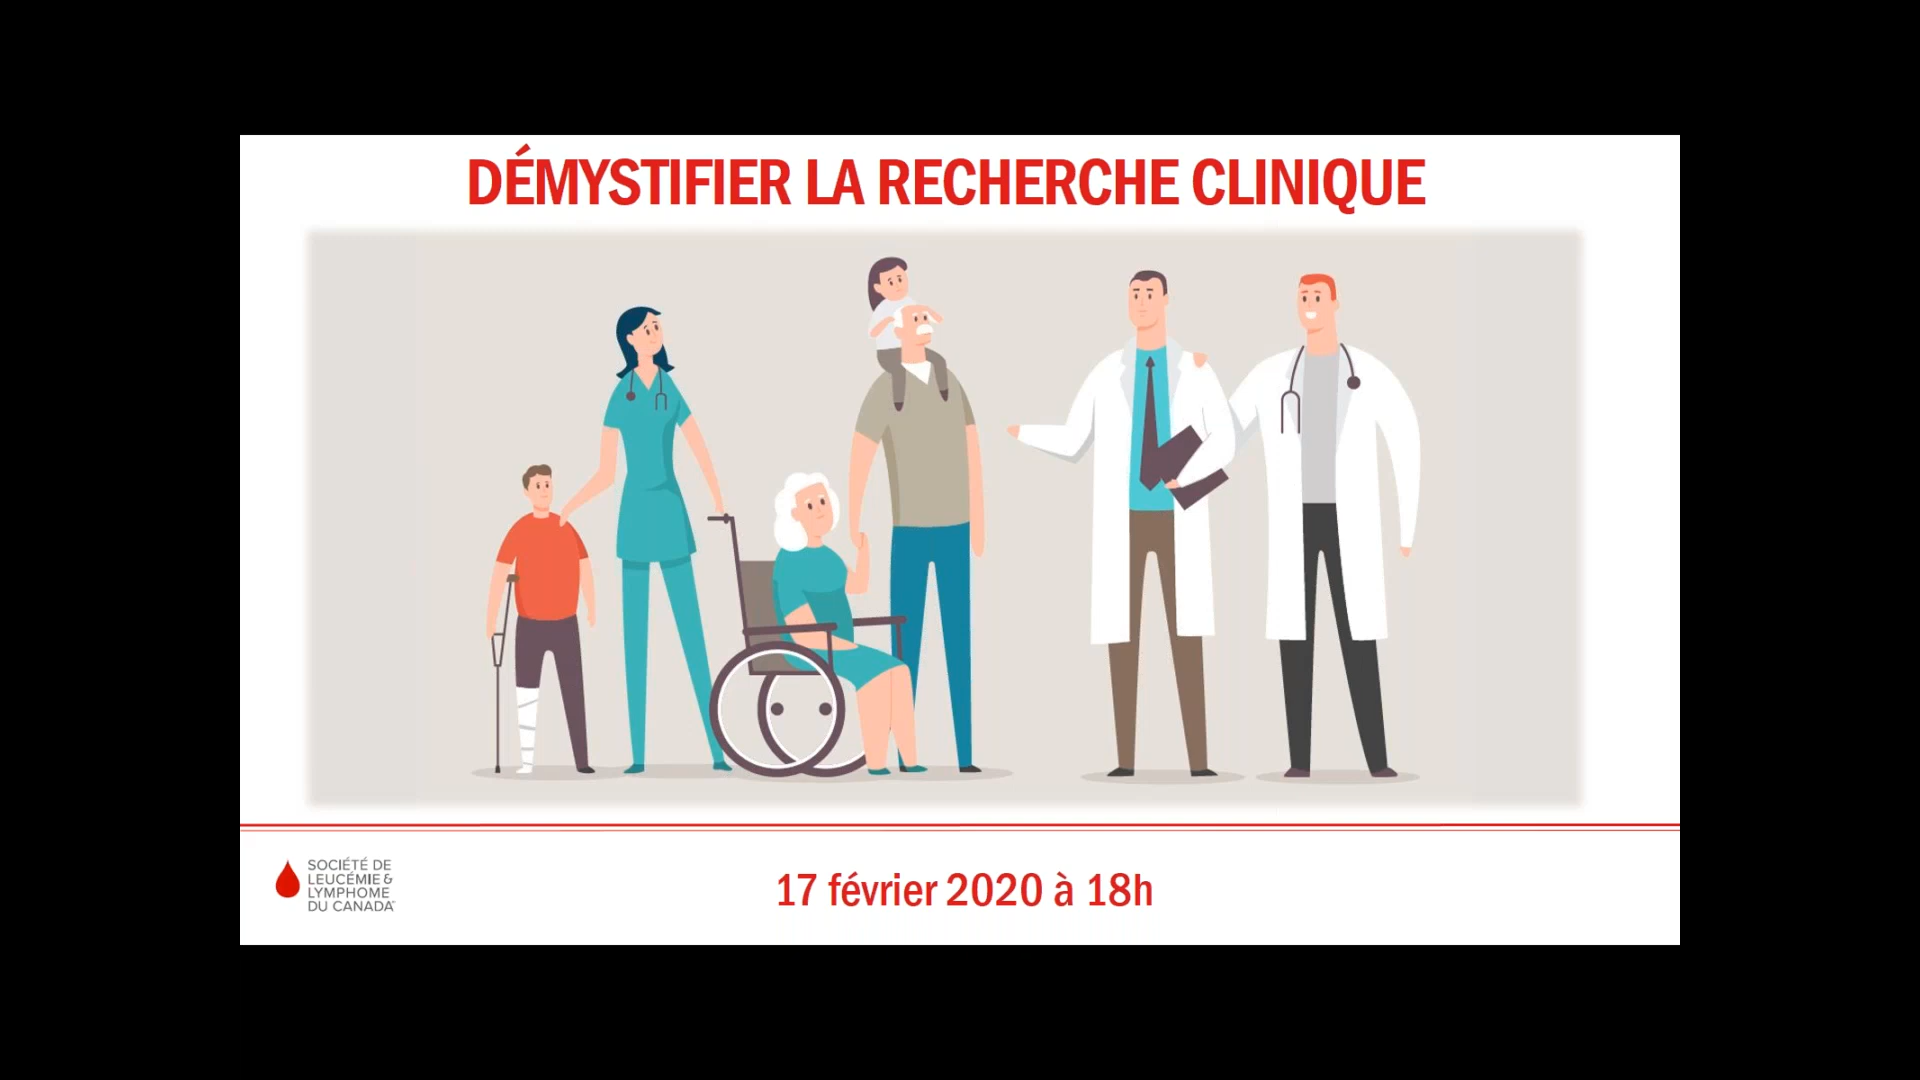 DÉMYSTIFIER LA RECHERCHE CLINIQUE
SOCIÉTÉ DE
LEUCÉMIE &
LYMPHOME
DU CANADA
17 février 2020 à 18h